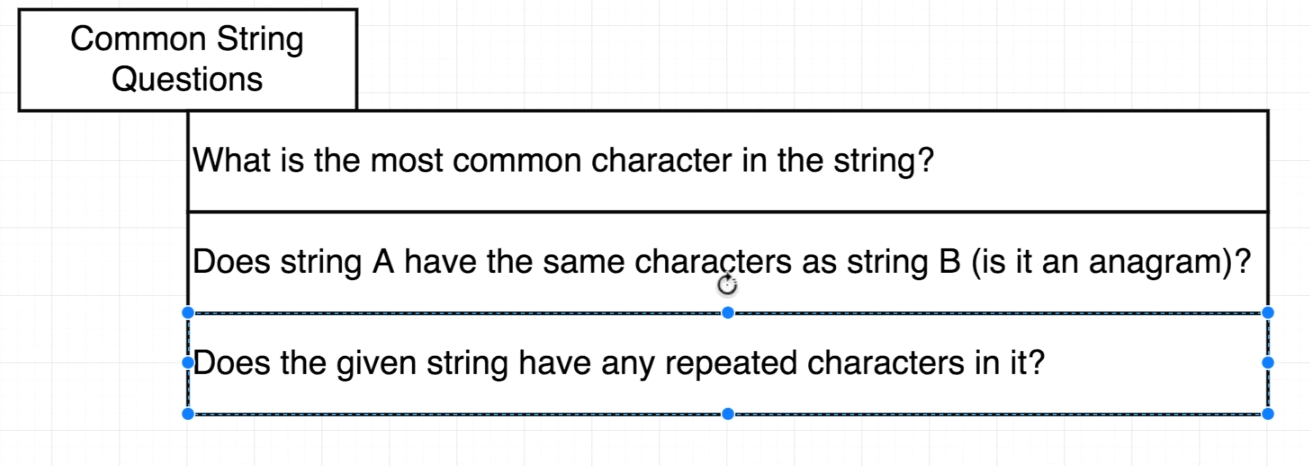 Common String
Questions
What is the most common character in the string?
Does string A have the same characters as string B (is it an anagram)?
Does the given string have any repeated characters in it?